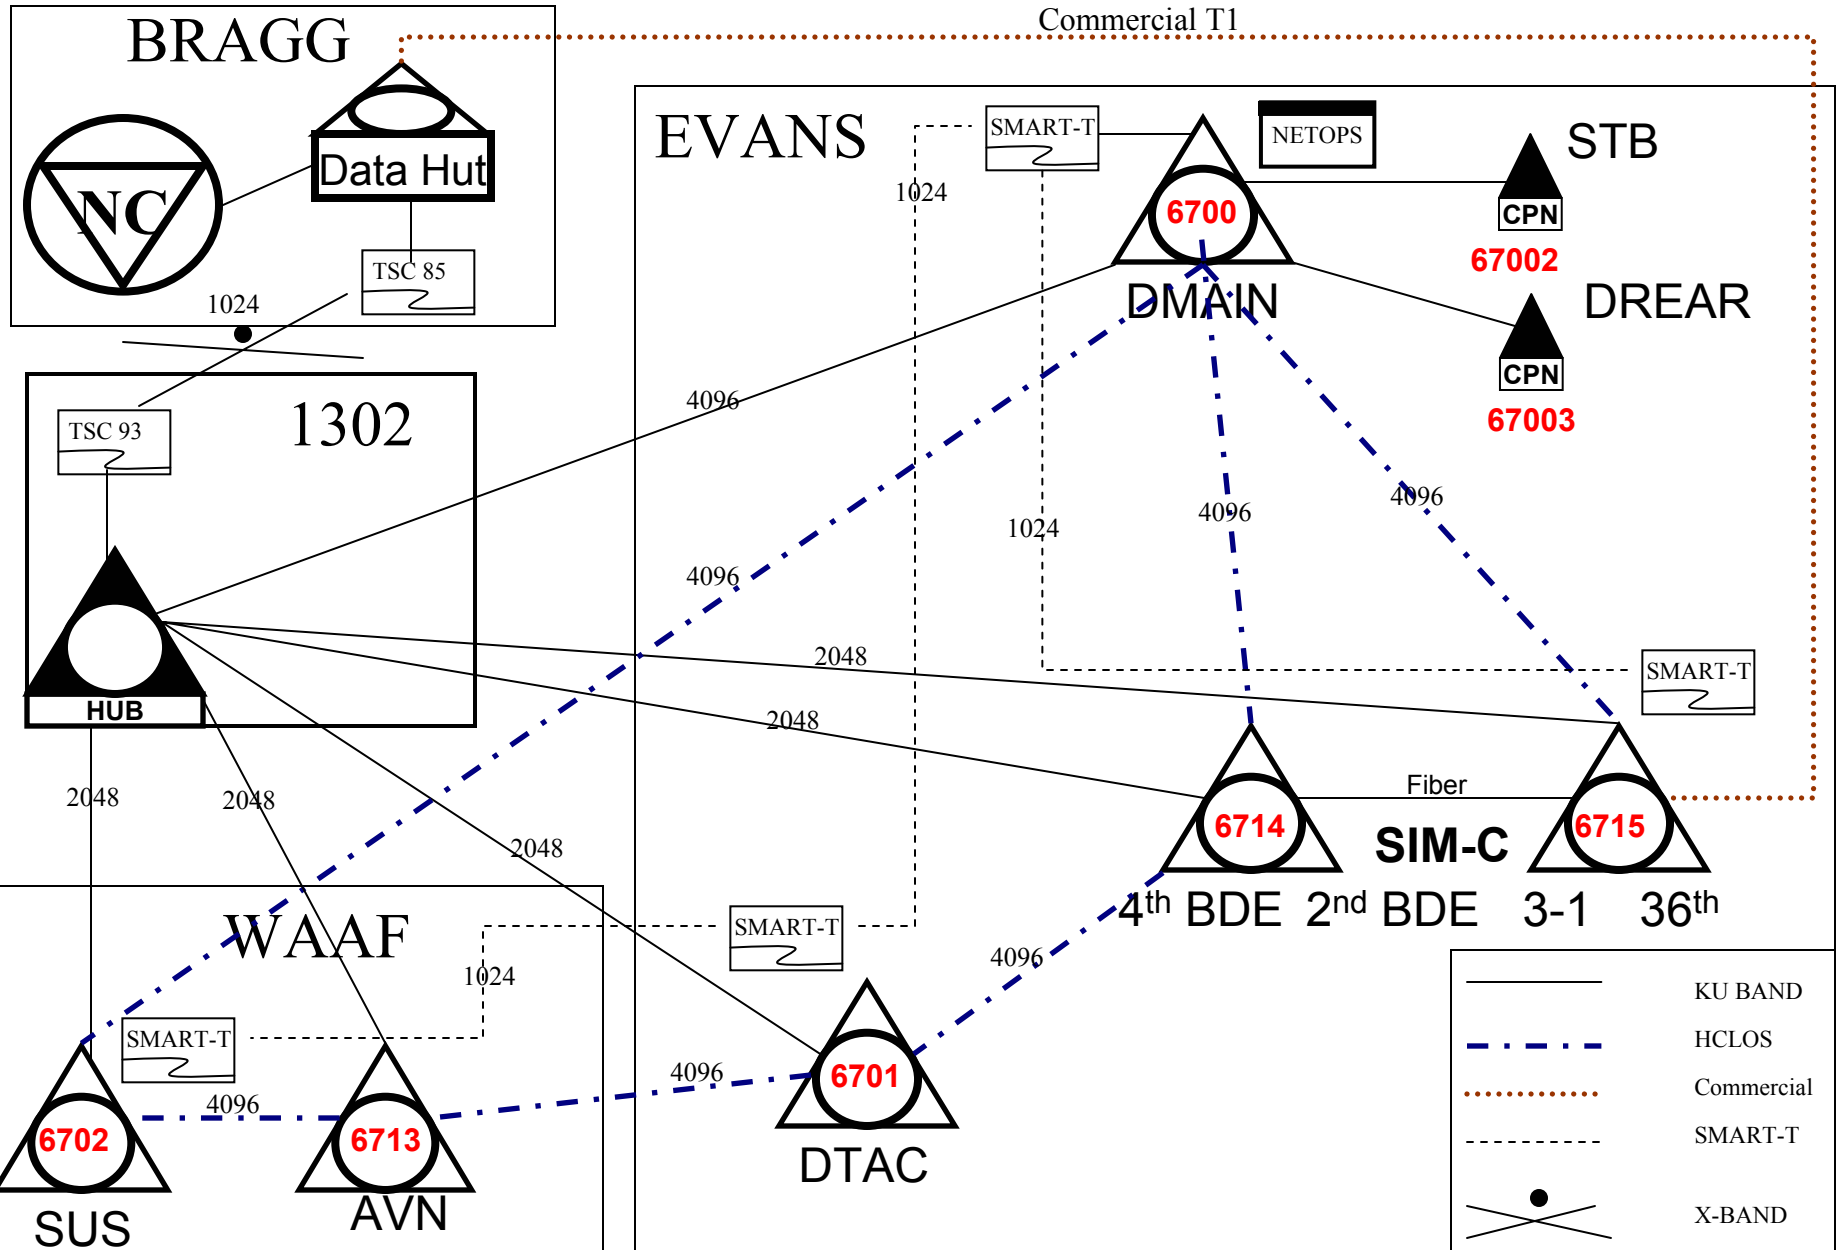 Commercial T1
BRAGG
Data Hut
NC
TSC 85
1024
EVANS
SMART-T
NETOPS
STB
1024
6700
CPN
67002
DMAIN
DREAR
CPN
67003
TSC 93
1302
4096
4096
4096
4096
1024
HUB
2048
2048
SMART-T
2048
2048
2048
Fiber
6714
SIM-C
6715
4th BDE 2nd BDE 3-1 36th
WAAF
SMART-T
1024
4096
SMART-T
4096
4096
6701
6702
6713
DTAC
SUS
AVN
KU BAND
HCLOS
Commercial
SMART-T
X-BAND